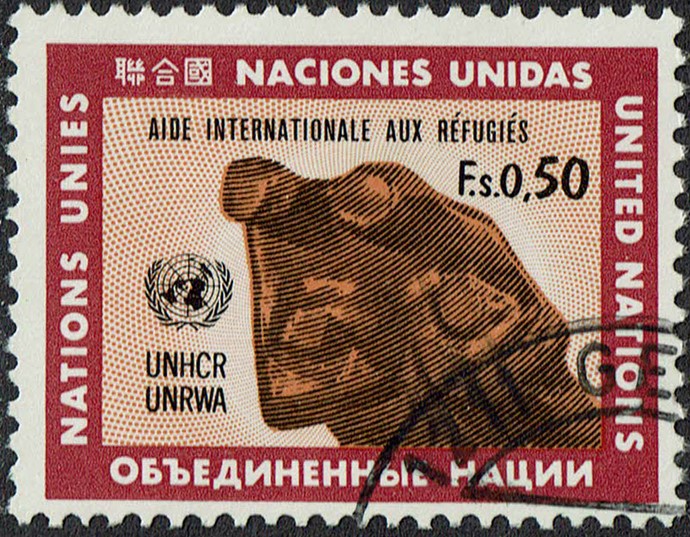 聯合國 NACIONES UNIDAS
NATIONS UNIES
UNITED NATIONS
AIDE INTERNATIONALE AUX RÉFUGIÉS
F.s.0,50
UNHCR
UNRWA
ОБЪЕДИНЕННЫЕ НАЦИИ